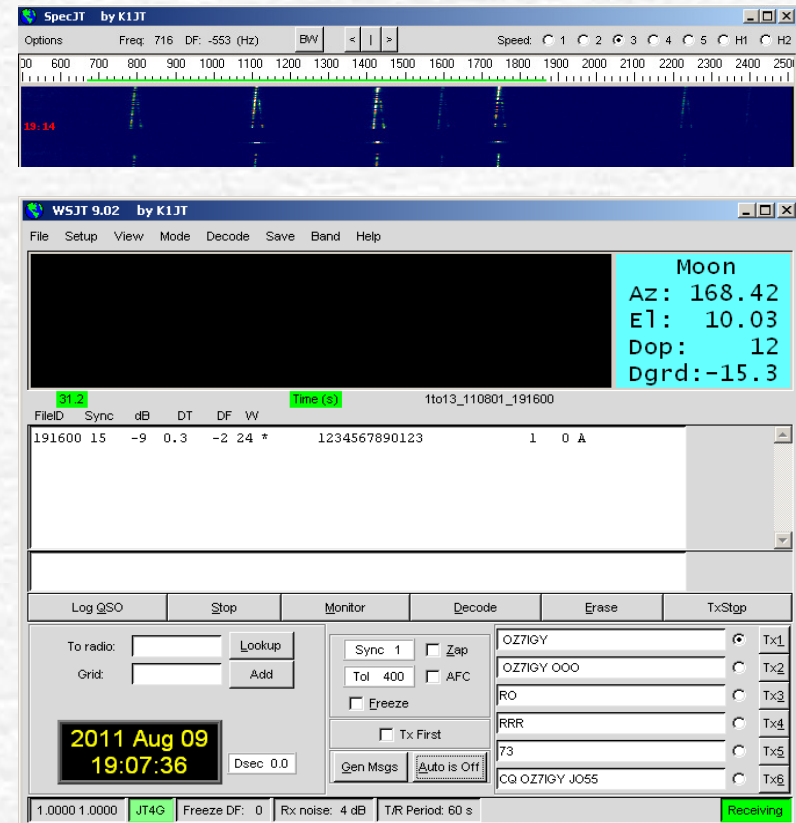 SpecJT by K1JT
Options Freq: 716 DF: -553 (Hz) BW < | > Speed: 1 2 3 4 5 H1 H2
00 600 700 800 900 1000 1100 1200 1300 1400 1500 1600 1700 1800 1900 2000 2100 2200 2300 2400 250
19:14
WSJT 9.02 by K1JT
File Setup View Mode Decode Save Band Help
Moon
Az: 168.42
El: 10.03
Dop: 12
Dgrd:-15.3
31.2 Time (s) 1to13_110801_191600
FileID Sync dB DT DF W
191600 15 -9 0.3 -2 24 * 1234567890123 1 0 A
Log QSO Stop Monitor Decode Erase TxStop
To radio: Lookup
Grid: Add
2011 Aug 09
19:07:36
Dsec 0.0
Sync 1 Zap
Tol 400 AFC
Freeze
Tx First
Gen Msgs Auto is Off
OZ7IGY Tx1
OZ7IGY OOO Tx2
RO Tx3
RRR Tx4
73 Tx5
CQ OZ7IGY JO55 Tx6
1.0000 1.0000 JT4G Freeze DF: 0 Rx noise: 4 dB T/R Period: 60 s Receiving